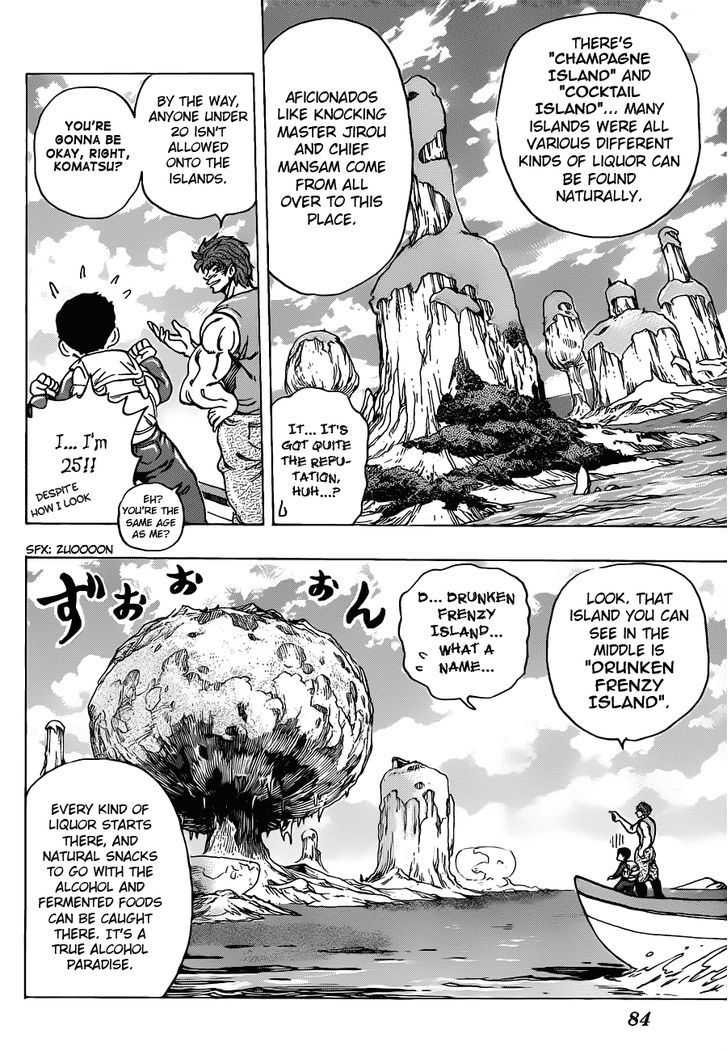 THERE'S
"CHAMPAGNE
ISLAND" AND
"COCKTAIL
ISLAND"... MANY
ISLANDS WERE ALL
VARIOUS DIFFERENT
KINDS OF LIQUOR CAN
BE FOUND
NATURALLY.
AFICIONADOS
LIKE KNOCKING
MASTER JIROU
AND CHIEF
MANSAM COME
FROM ALL
OVER TO THIS
PLACE.
IT... IT'S
GOT QUITE
THE REPU-
TATION,
HUH...?
BY THE WAY,
ANYONE UNDER
20 ISN'T
ALLOWED
ONTO THE
ISLANDS.
YOU'RE
GONNA BE
OKAY, RIGHT,
KOMATSU?
I... I'm
25!!
DESPITE
HOW I LOOK
EH?
YOU'RE THE
SAME AGE
AS ME?
SFX: ZUOOOON
ずおおおん
LOOK, THAT
ISLAND YOU CAN
SEE IN THE
MIDDLE IS
"DRUNKEN
FRENZY
ISLAND".
D... DRUNKEN
FRENZY
ISLAND...
WHAT A
NAME...
EVERY KIND OF
LIQUOR STARTS
THERE, AND
NATURAL SNACKS
TO GO WITH THE
ALCOHOL AND
FERMENTED FOODS
CAN BE CAUGHT
THERE. IT'S A
TRUE ALCOHOL
PARADISE.
84